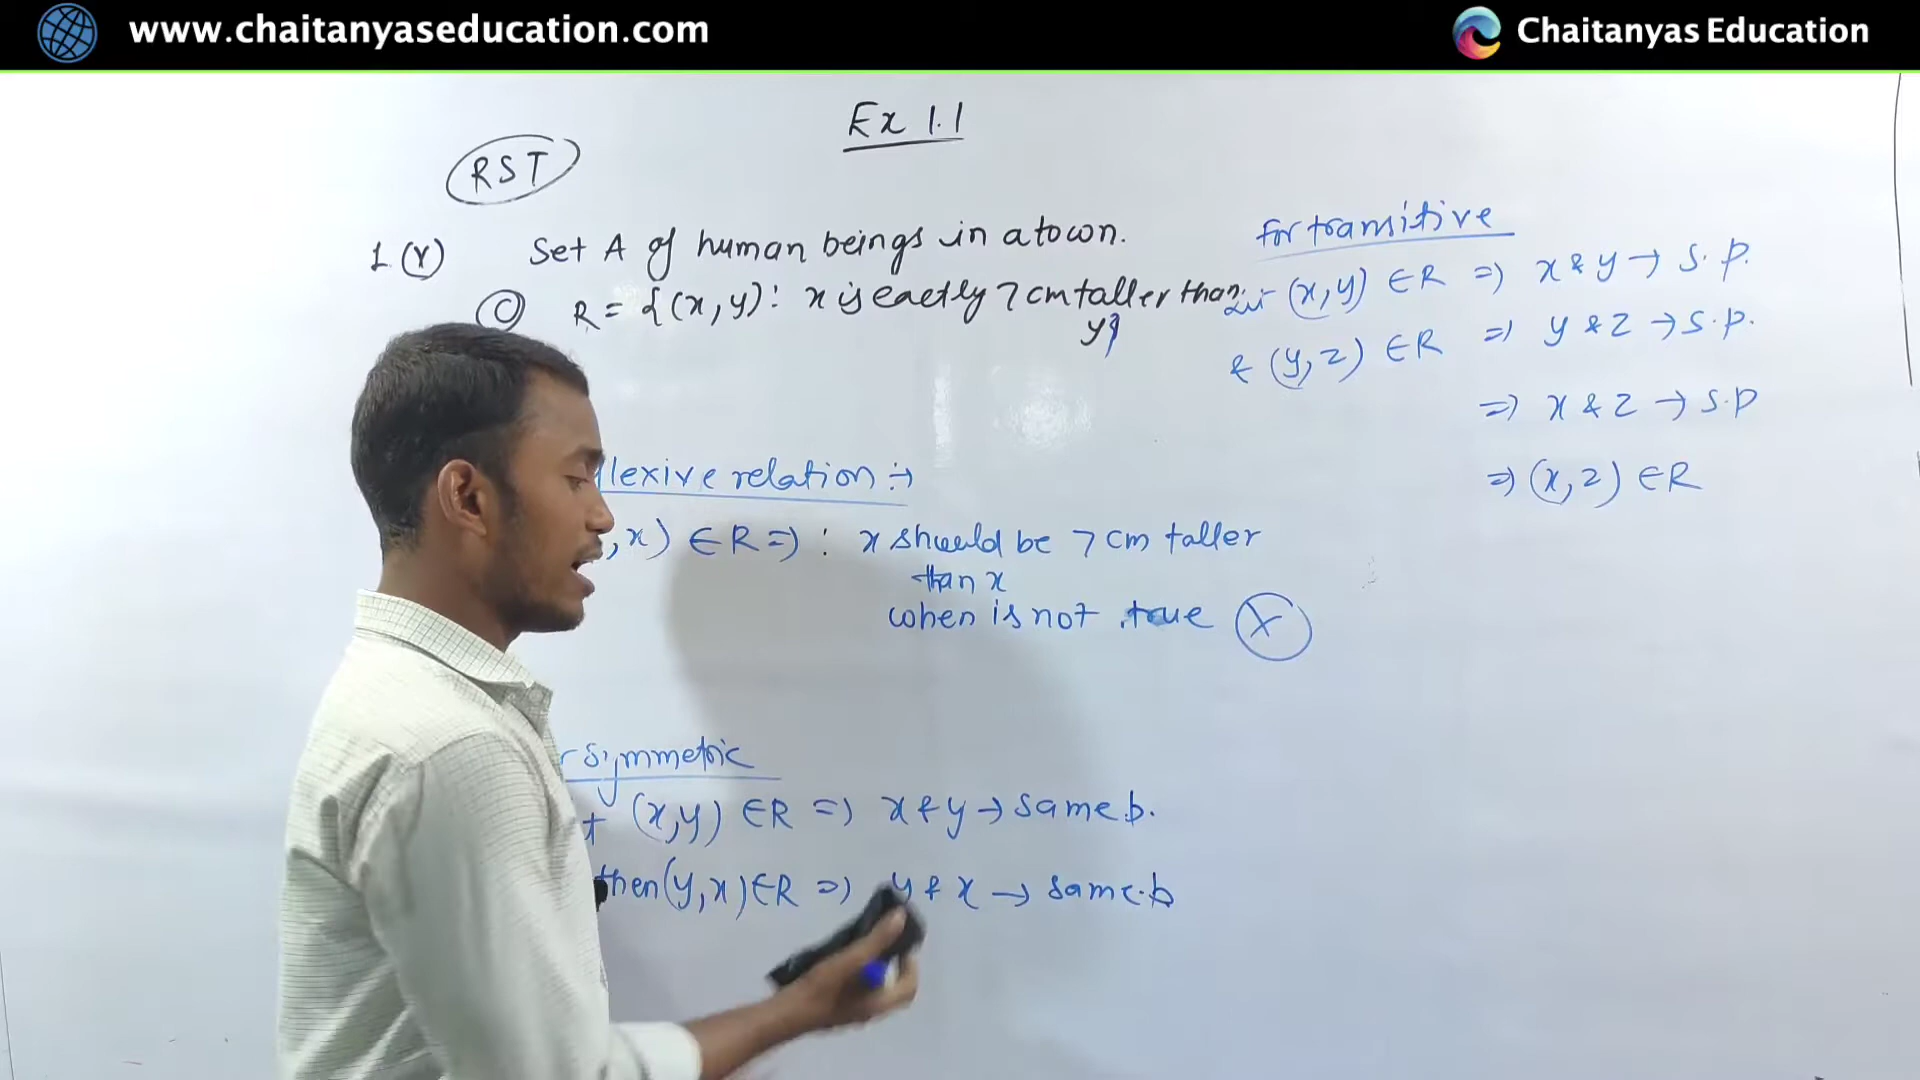 www.chaitanyaseducation.com
Chaitanyas Education
Ex 1.1
RST
1 (V) Set A of human beings in a town.
(C) R = {(x, y) : x is eactly 7 cm taller than
y}
lexive relation :→
, x) ∈ R ⇒ : x should be 7 cm taller
than x
when is not true (X)
r symmetric
t (x,y) ∈ R ⇒ x & y → same.b.
then (y,x) ∈ R ⇒ y & x → same.b
For transitive
(x,y) ∈ R ⇒ x & y → S.P.
& (y,z) ∈ R ⇒ y & z → S.P.
⇒ x & z → S.P
⇒ (x,z) ∈ R